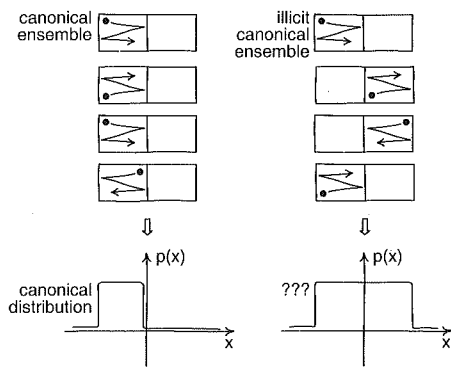 canonical
ensemble
illicit
canonical
ensemble
p(x)
p(x)
canonical
distribution
???
x
x